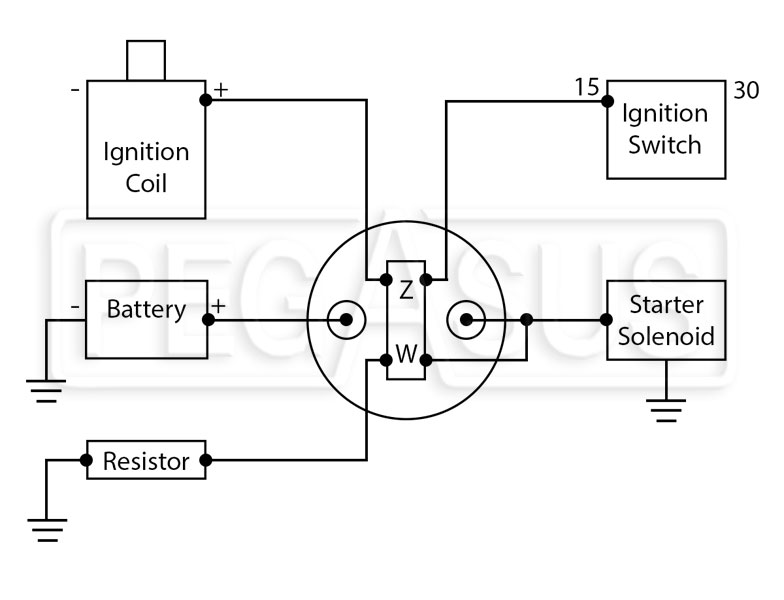 - +
15
30
Ignition
Coil
Ignition
Switch
PEGASUS
Z
- +
Battery
Starter
Solenoid
W
Resistor